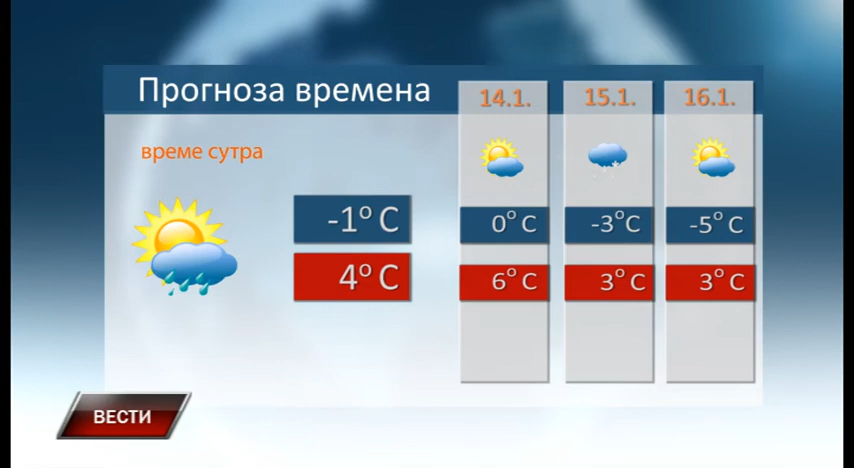 Прогноза времена
време сутра
-1° C
4° C
14.1.
0° C
6° C
15.1.
-3°C
3° C
16.1.
-5° C
3° C
ВЕСТИ